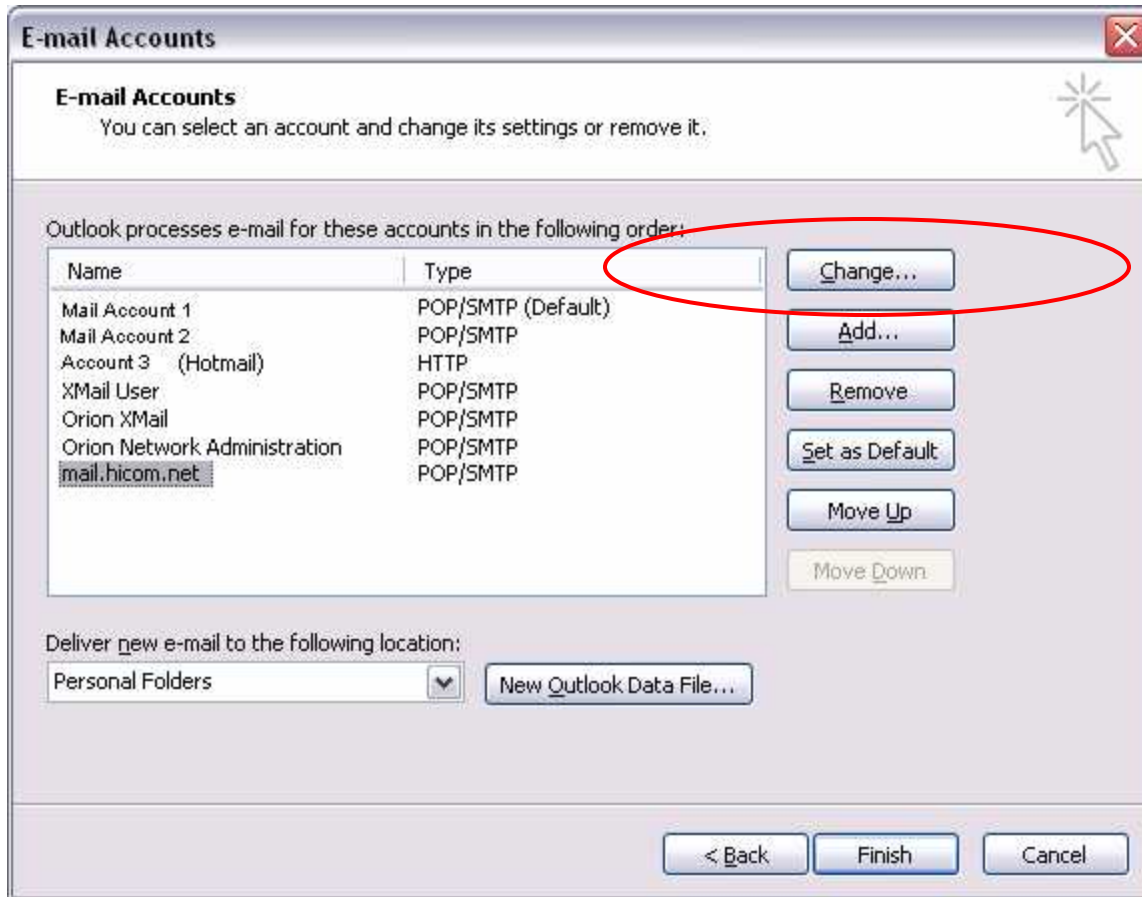 E-mail Accounts
E-mail Accounts
You can select an account and change its settings or remove it.
Outlook processes e-mail for these accounts in the following order:
Name Type
Mail Account 1 POP/SMTP (Default)
Mail Account 2 POP/SMTP
Account 3 (Hotmail) HTTP
XMail User POP/SMTP
Orion XMail POP/SMTP
Orion Network Administration POP/SMTP
mail.hicom.net POP/SMTP
Change...
Add...
Remove
Set as Default
Move Up
Move Down
Deliver new e-mail to the following location:
Personal Folders New Outlook Data File...
< Back Finish Cancel